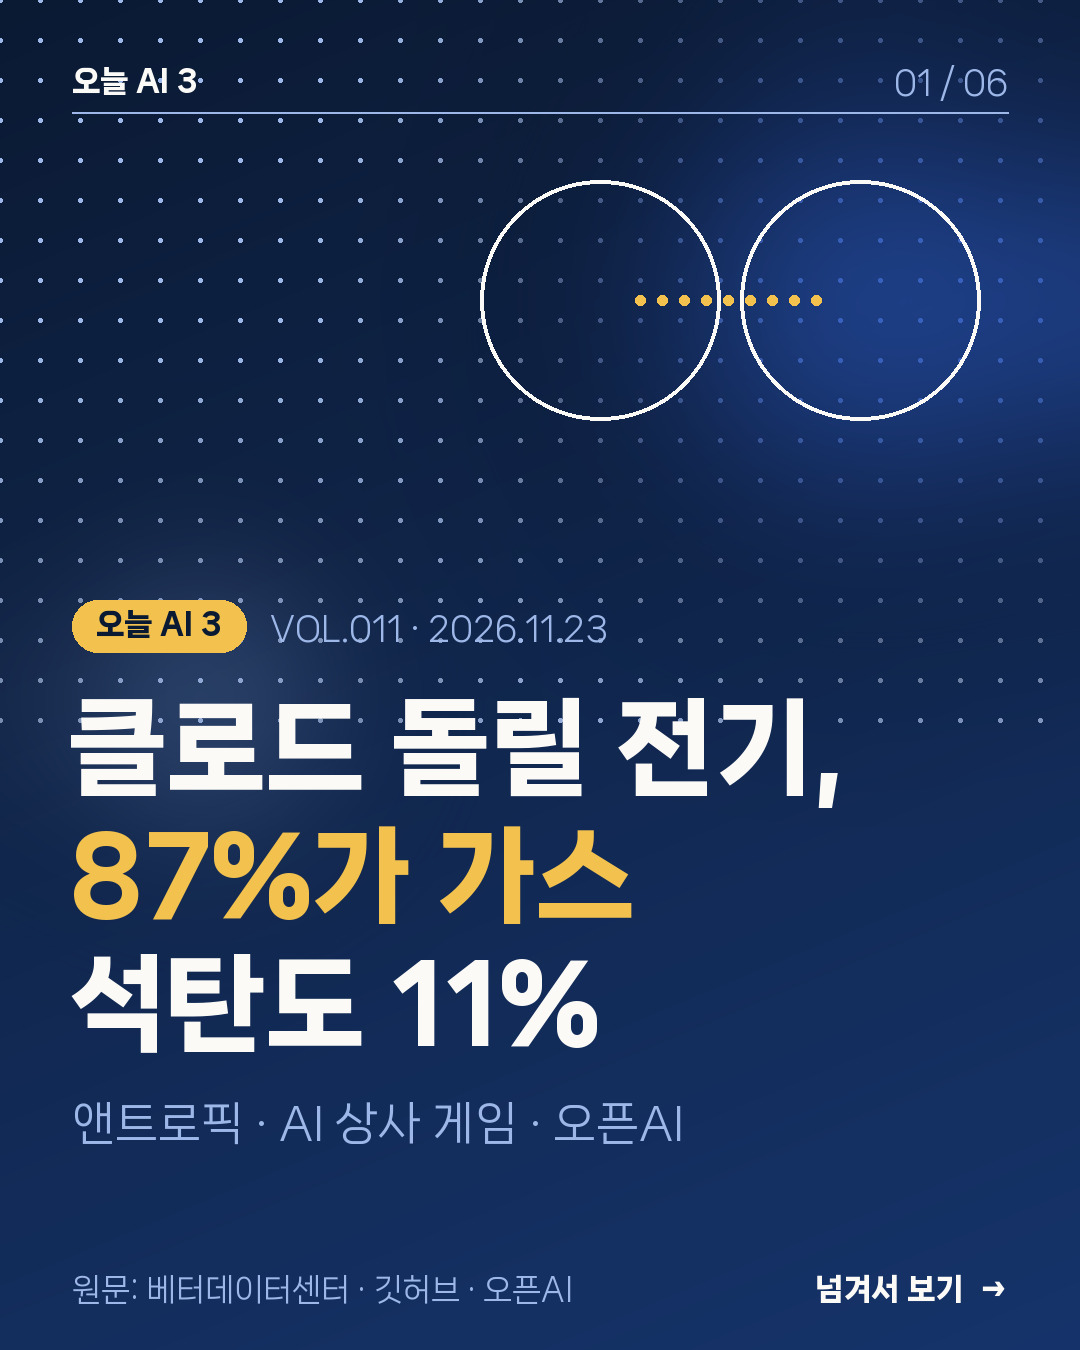 오늘 AI 3
01 / 06
오늘 AI 3
VOL.011 · 2026.11.23
클로드 돌릴 전기,
87%가 가스
석탄도 11%
앤트로픽 · AI 상사 게임 · 오픈AI
원문: 베터데이터센터 · 깃허브 · 오픈AI
넘겨서 보기 →